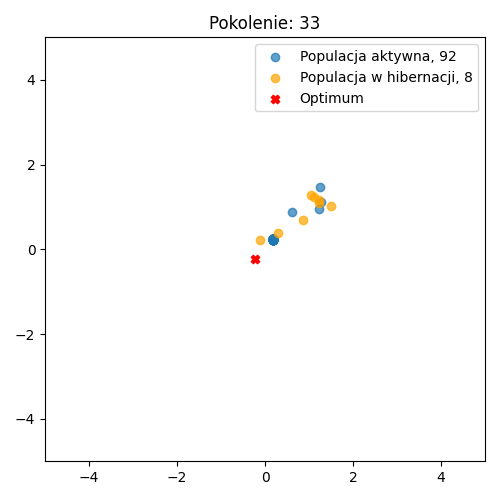 Pokolenie: 33
Populacja aktywna, 92
Populacja w hibernacji, 8
Optimum
4
2
0
−2
−4
−4
−2
0
2
4